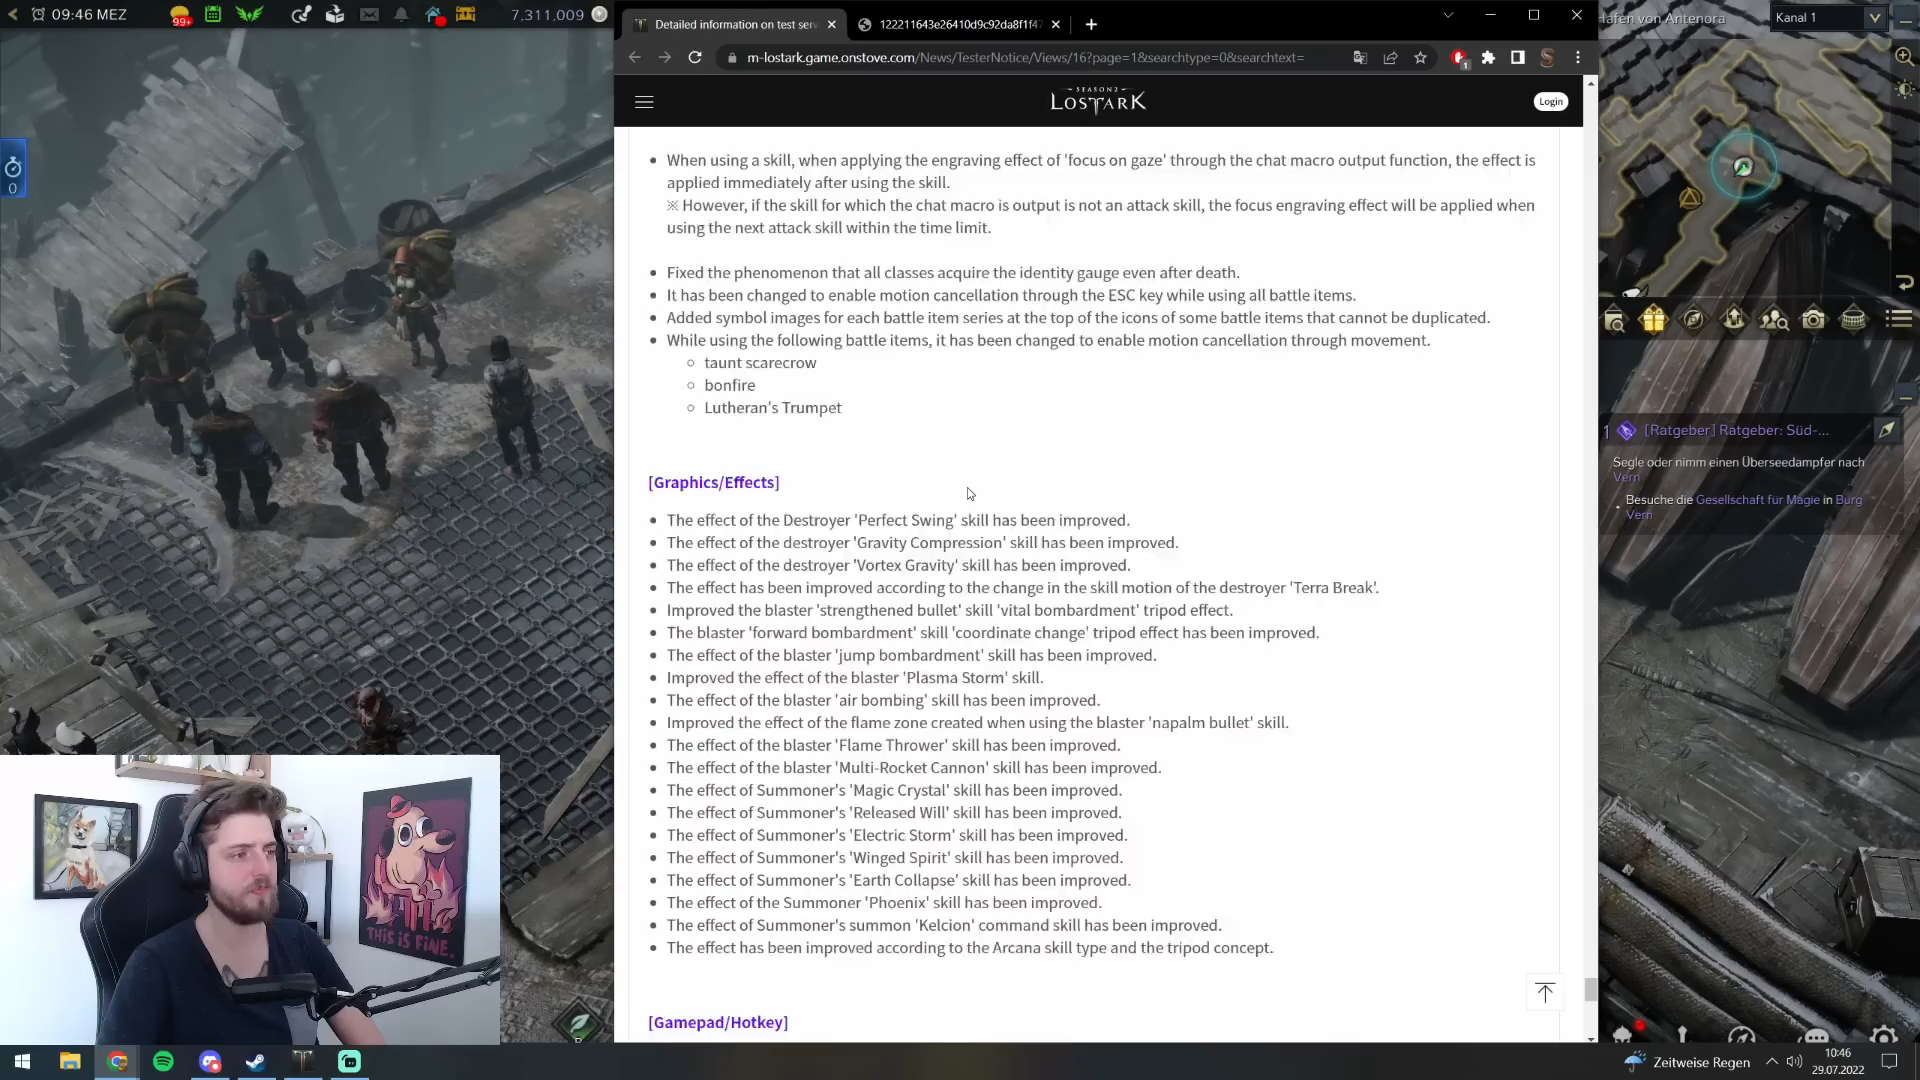 09:46 MEZ
99+
7,311,009
0
Detailed information on test serv
122211643e26410d9c92da8f1f47
m-lostark.game.onstove.com/News/TesterNotice/Views/16?page=1&searchtype=0&searchtext=
1
SEASON2
LOSTARK
Login
• When using a skill, when applying the engraving effect of 'focus on gaze' through the chat macro output function, the effect is
applied immediately after using the skill.
※ However, if the skill for which the chat macro is output is not an attack skill, the focus engraving effect will be applied when
using the next attack skill within the time limit.
• Fixed the phenomenon that all classes acquire the identity gauge even after death.
• It has been changed to enable motion cancellation through the ESC key while using all battle items.
• Added symbol images for each battle item series at the top of the icons of some battle items that cannot be duplicated.
• While using the following battle items, it has been changed to enable motion cancellation through movement.
○ taunt scarecrow
○ bonfire
○ Lutheran's Trumpet
[Graphics/Effects]
• The effect of the Destroyer 'Perfect Swing' skill has been improved.
• The effect of the destroyer 'Gravity Compression' skill has been improved.
• The effect of the destroyer 'Vortex Gravity' skill has been improved.
• The effect has been improved according to the change in the skill motion of the destroyer 'Terra Break'.
• Improved the blaster 'strengthened bullet' skill 'vital bombardment' tripod effect.
• The blaster 'forward bombardment' skill 'coordinate change' tripod effect has been improved.
• The effect of the blaster 'jump bombardment' skill has been improved.
• Improved the effect of the blaster 'Plasma Storm' skill.
• The effect of the blaster 'air bombing' skill has been improved.
• Improved the effect of the flame zone created when using the blaster 'napalm bullet' skill.
• The effect of the blaster 'Flame Thrower' skill has been improved.
• The effect of the blaster 'Multi-Rocket Cannon' skill has been improved.
• The effect of Summoner's 'Magic Crystal' skill has been improved.
• The effect of Summoner's 'Released Will' skill has been improved.
• The effect of Summoner's 'Electric Storm' skill has been improved.
• The effect of Summoner's 'Winged Spirit' skill has been improved.
• The effect of Summoner's 'Earth Collapse' skill has been improved.
• The effect of the Summoner 'Phoenix' skill has been improved.
• The effect of Summoner's summon 'Kelcion' command skill has been improved.
• The effect has been improved according to the Arcana skill type and the tripod concept.
[Gamepad/Hotkey]
Hafen von Antenora
Kanal 1
1 [Ratgeber] Ratgeber: Süd-...
Segle oder nimm einen Überseedampfer nach
Vern
• Besuche die Gesellschaft für Magie in Burg
Vern
THIS IS FINE.
Zeitweise Regen
10:46
29.07.2022